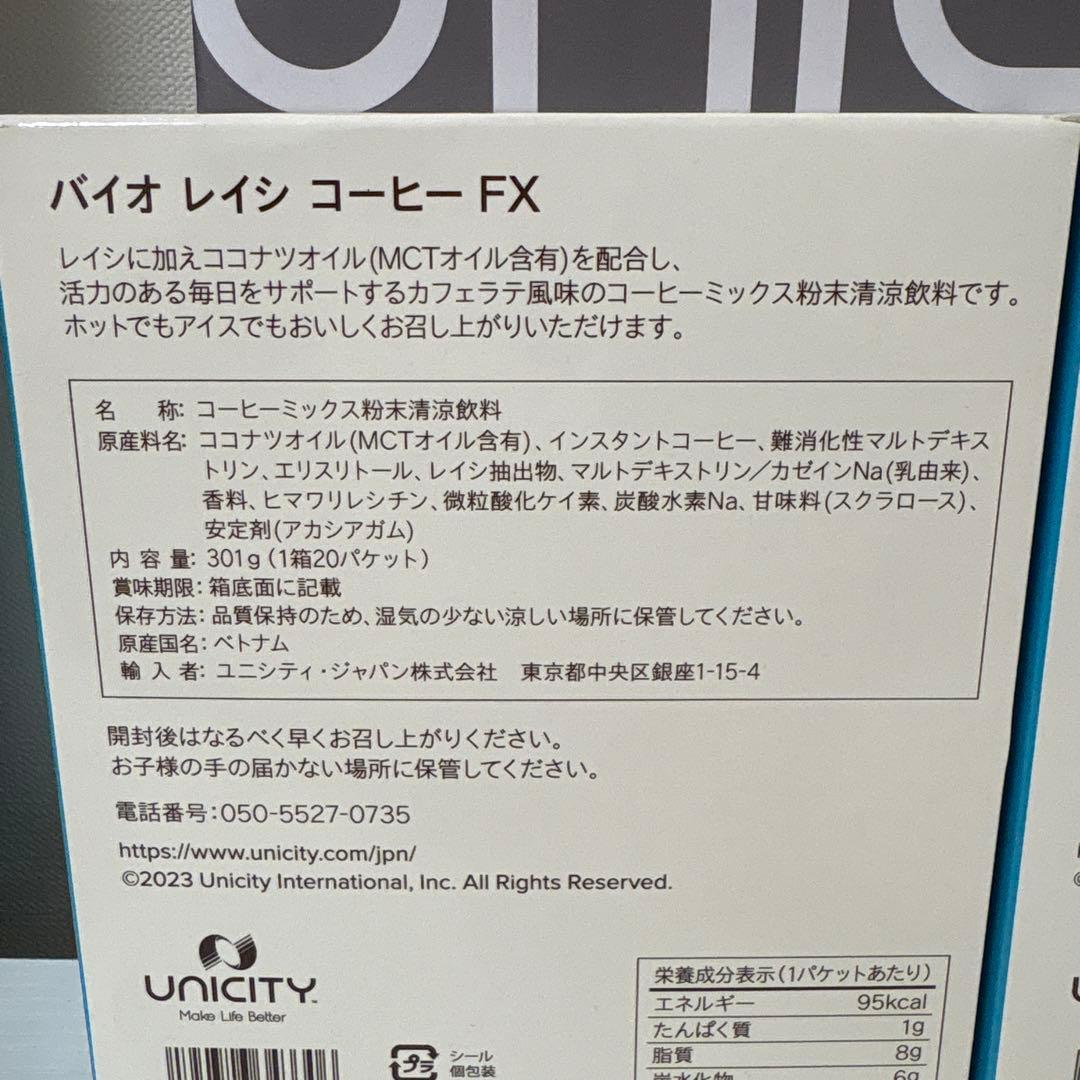 バイオ レイシ コーヒー FX
レイシに加えココナツオイル(MCTオイル含有)を配合し、
活力のある毎日をサポートするカフェラテ風味のコーヒーミックス粉末清涼飲料です。
ホットでもアイスでもおいしくお召し上がりいただけます。
名 称: コーヒーミックス粉末清涼飲料
原産料名: ココナツオイル(MCTオイル含有)、インスタントコーヒー、難消化性マルトデキス
トリン、エリスリトール、レイシ抽出物、マルトデキストリン／カゼインNa(乳由来)、
香料、ヒマワリレシチン、微粒酸化ケイ素、炭酸水素Na、甘味料(スクラロース)、
安定剤(アカシアガム)
内 容 量: 301g (1箱20パケット)
賞味期限: 箱底面に記載
保存方法: 品質保持のため、湿気の少ない涼しい場所に保管してください。
原産国名: ベトナム
輸 入 者: ユニシティ・ジャパン株式会社 東京都中央区銀座1-15-4
開封後はなるべく早くお召し上がりください。
お子様の手の届かない場所に保管してください。
電話番号:050-5527-0735
https://www.unicity.com/jpn/
©2023 Unicity International, Inc. All Rights Reserved.
UNICITY™
Make Life Better
プラ
シール
個包装
栄養成分表示(1パケットあたり)
エネルギー 95kcal
たんぱく質 1g
脂質 8g
炭水化物 6g